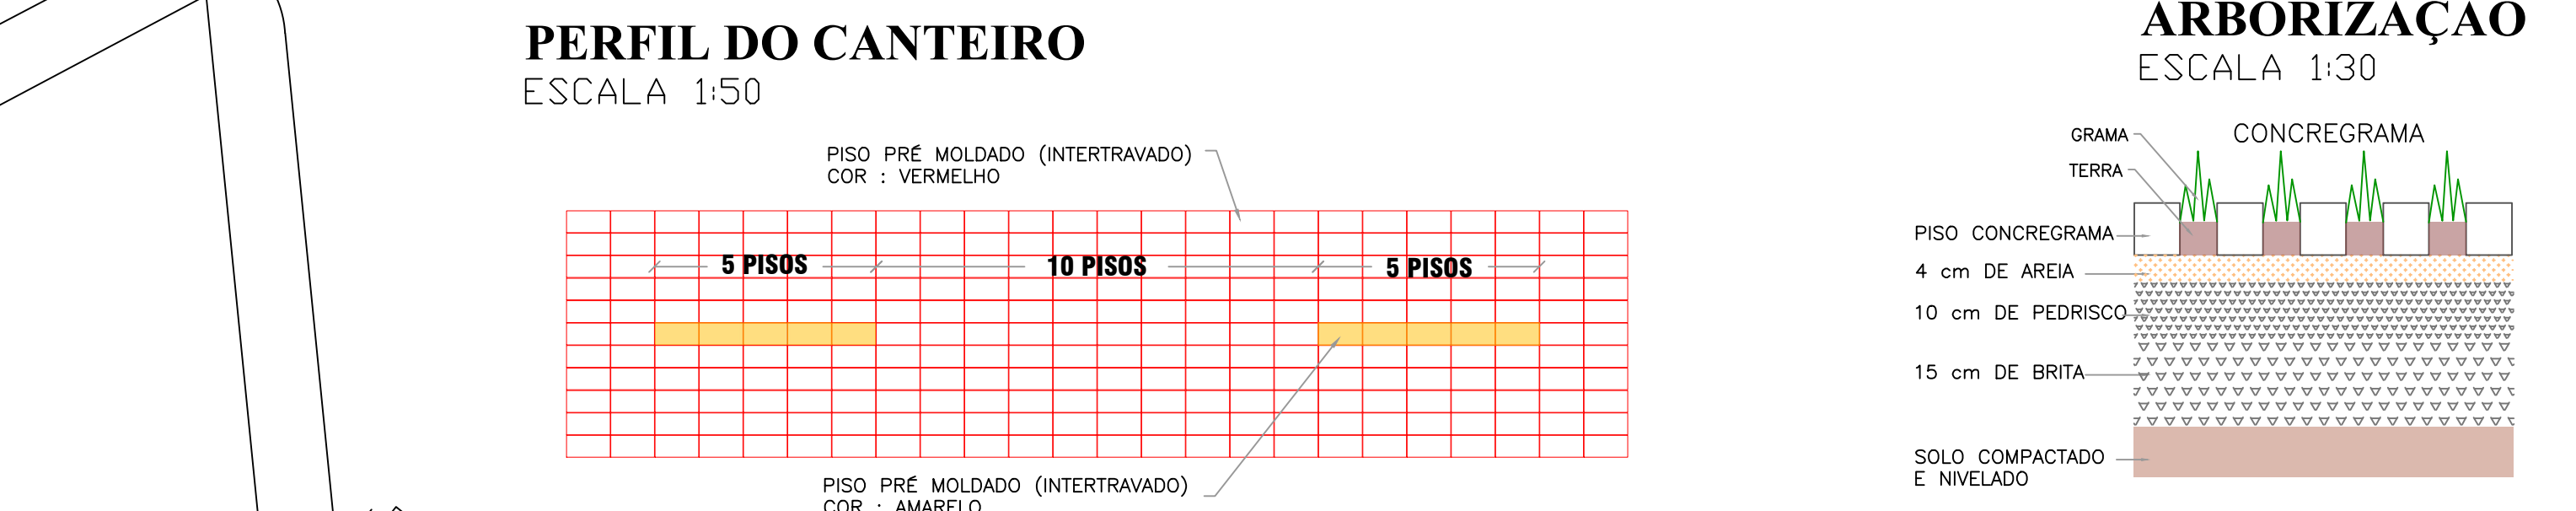 PERFIL DO CANTEIRO
ESCALA 1:50
PISO PRÉ MOLDADO (INTERTRAVADO)
COR : VERMELHO
5 PISOS
10 PISOS
5 PISOS
PISO PRÉ MOLDADO (INTERTRAVADO)
COR : AMARELO
ARBORIZAÇÃO
ESCALA 1:30
CONCREGRAMA
GRAMA
TERRA
PISO CONCREGRAMA
4 cm DE AREIA
10 cm DE PEDRISCO
15 cm DE BRITA
SOLO COMPACTADO
E NIVELADO